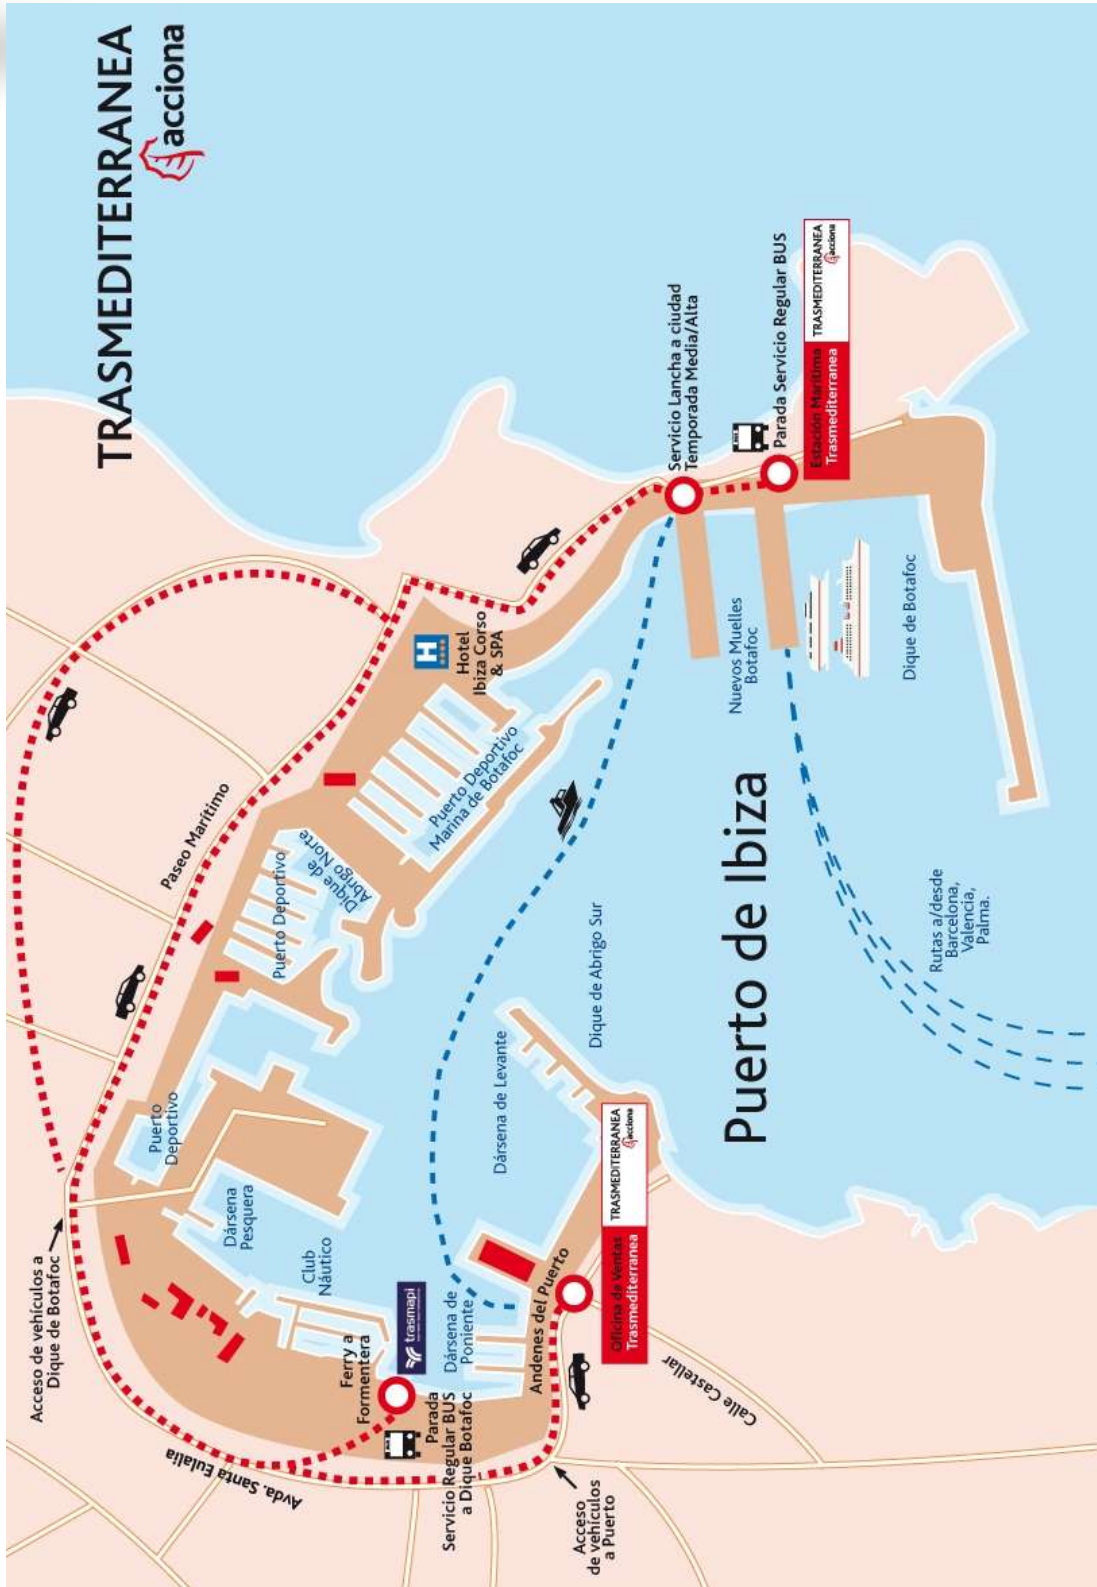 TRASMEDITERRANEA
acciona
Acceso de vehículos a
Dique de Botafoc
Paseo Marítimo
Avda. Santa Eulalia
Puerto
Deportivo
Puerto Deportivo
Dique de
Abrigo Norte
Hotel
Ibiza Corso
& SPA
Puerto Deportivo
Marina de Botafoc
Dársena
Pesquera
Club
Náutico
Ferry a
Formentera
trasmapi
Parada
Servicio Regular BUS
a Dique Botafoc
Dársena de
Poniente
Dársena de Levante
Andenes del Puerto
Dique de Abrigo Sur
Acceso
de vehículos
a Puerto
Oficina de Ventas
Trasmediterranea
TRASMEDITERRANEA
acciona
Calle Castellar
Servicio Lancha a ciudad
Temporada Media/Alta
Parada Servicio Regular BUS
Estación Marítima
Trasmediterranea
TRASMEDITERRANEA
acciona
Nuevos Muelles
Botafoc
Puerto de Ibiza
Dique de Botafoc
Rutas a/desde
Barcelona,
Valencia,
Palma.